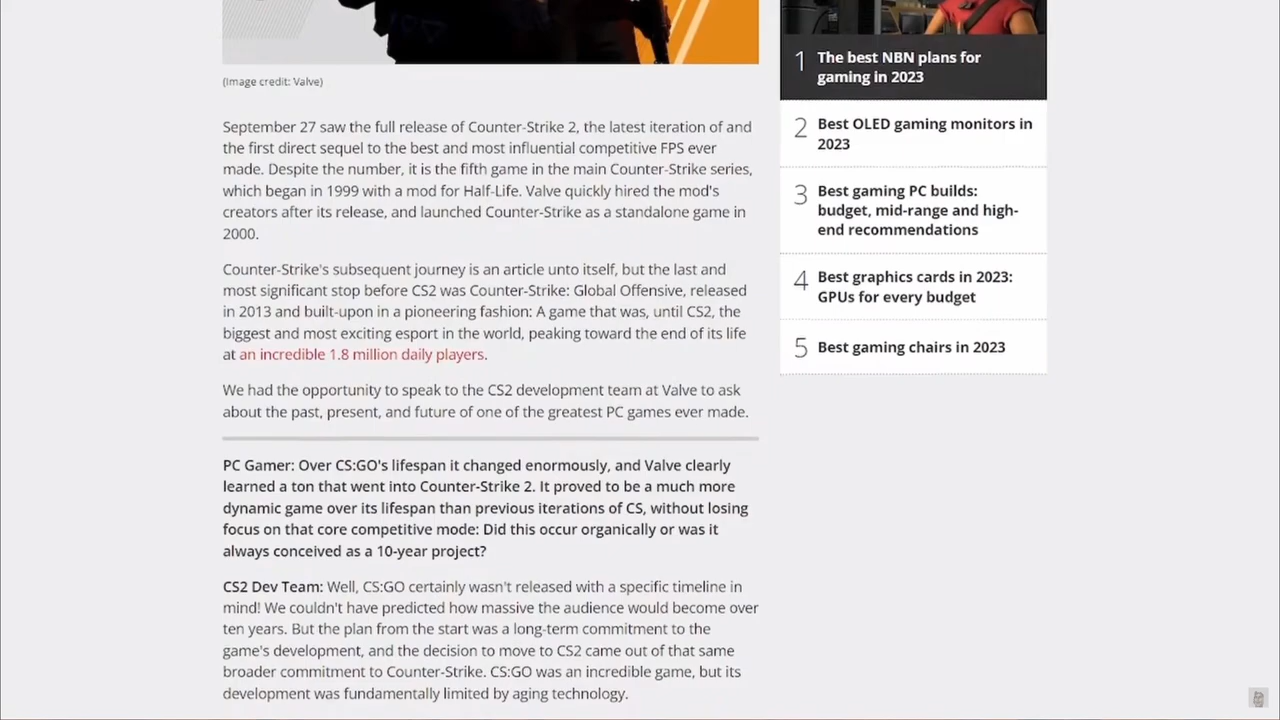 (Image credit: Valve)
September 27 saw the full release of Counter-Strike 2, the latest iteration of and
the first direct sequel to the best and most influential competitive FPS ever
made. Despite the number, it is the fifth game in the main Counter-Strike series,
which began in 1999 with a mod for Half-Life. Valve quickly hired the mod's
creators after its release, and launched Counter-Strike as a standalone game in
2000.
Counter-Strike's subsequent journey is an article unto itself, but the last and
most significant stop before CS2 was Counter-Strike: Global Offensive, released
in 2013 and built-upon in a pioneering fashion: A game that was, until CS2, the
biggest and most exciting esport in the world, peaking toward the end of its life
at an incredible 1.8 million daily players.
We had the opportunity to speak to the CS2 development team at Valve to ask
about the past, present, and future of one of the greatest PC games ever made.
PC Gamer: Over CS:GO's lifespan it changed enormously, and Valve clearly
learned a ton that went into Counter-Strike 2. It proved to be a much more
dynamic game over its lifespan than previous iterations of CS, without losing
focus on that core competitive mode: Did this occur organically or was it
always conceived as a 10-year project?
CS2 Dev Team: Well, CS:GO certainly wasn't released with a specific timeline in
mind! We couldn't have predicted how massive the audience would become over
ten years. But the plan from the start was a long-term commitment to the
game's development, and the decision to move to CS2 came out of that same
broader commitment to Counter-Strike. CS:GO was an incredible game, but its
development was fundamentally limited by aging technology.
1 The best NBN plans for
gaming in 2023
2 Best OLED gaming monitors in
2023
3 Best gaming PC builds:
budget, mid-range and high-
end recommendations
4 Best graphics cards in 2023:
GPUs for every budget
5 Best gaming chairs in 2023